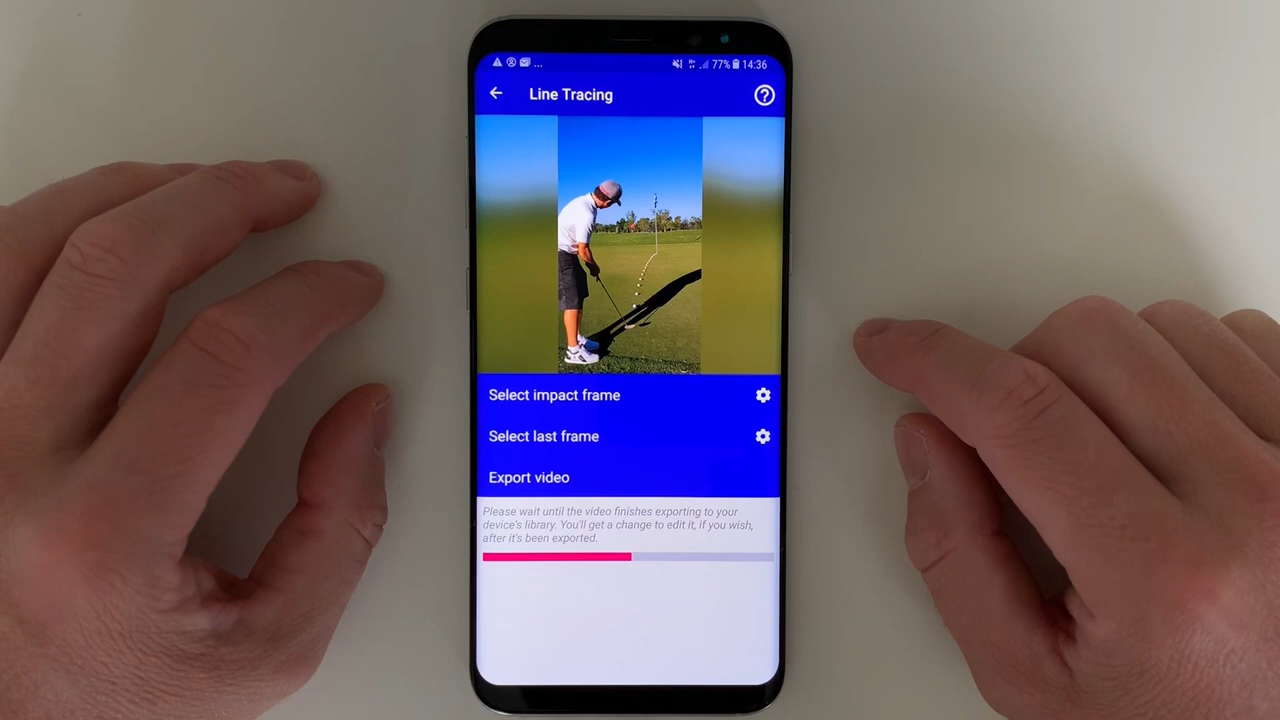 ... 77% 14:36
Line Tracing
Select impact frame
Select last frame
Export video
Please wait until the video finishes exporting to your
device's library. You'll get a change to edit it, if you wish,
after it's been exported.